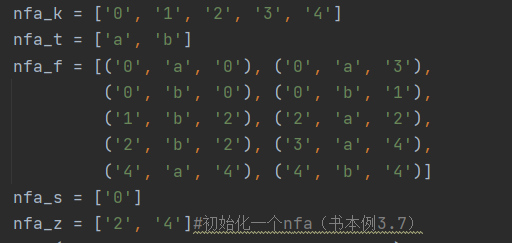 nfa_k = ['0', '1', '2', '3', '4']
nfa_t = ['a', 'b']
nfa_f = [('0', 'a', '0'), ('0', 'a', '3'),
('0', 'b', '0'), ('0', 'b', '1'),
('1', 'b', '2'), ('2', 'a', '2'),
('2', 'b', '2'), ('3', 'a', '4'),
('4', 'a', '4'), ('4', 'b', '4')]
nfa_s = ['0']
nfa_z = ['2', '4']#初始化一个nfa（书本例3.7）